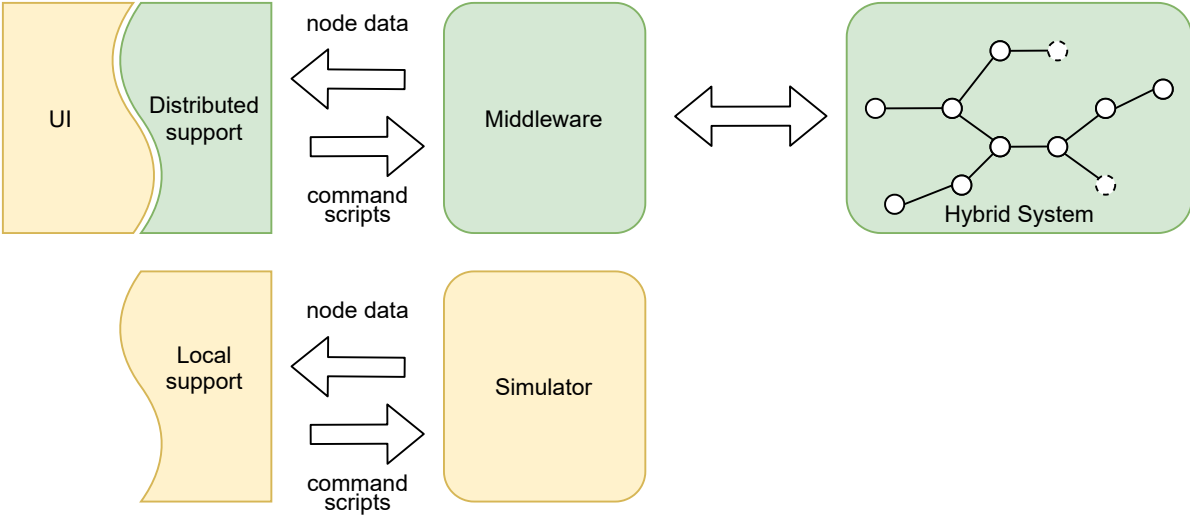 node data
UI
Distributed
support
Middleware
command
scripts
Hybrid System
node data
Local
support
Simulator
command
scripts